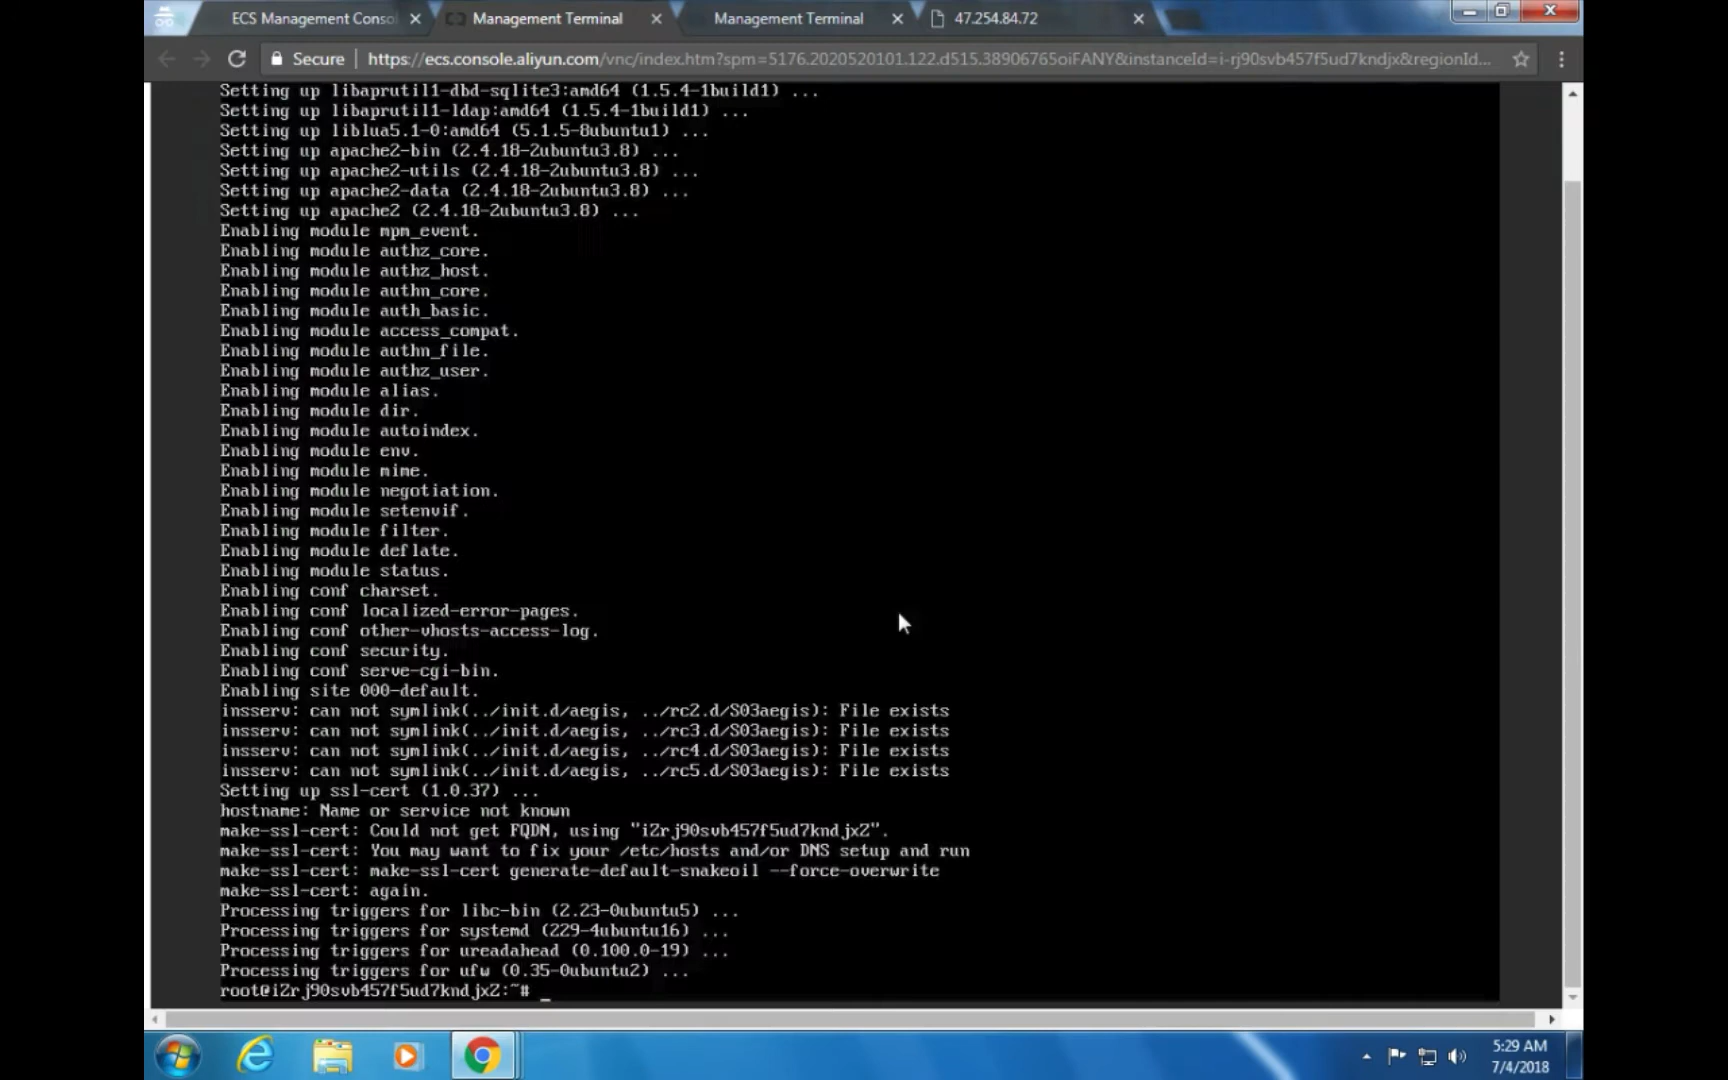 ECS Management Conso
Management Terminal
Management Terminal
47.254.84.72
Secure
https://ecs.console.aliyun.com/vnc/index.htm?spm=5176.2020520101.122.d515.38906765oiFANY&instanceId=i-rj90svb457f5ud7kndjx&regionId...
Setting up libaprutil1-dbd-sqlite3:amd64 (1.5.4-1build1) ...
Setting up libaprutil1-ldap:amd64 (1.5.4-1build1) ...
Setting up liblua5.1-0:amd64 (5.1.5-8ubuntu1) ...
Setting up apache2-bin (2.4.18-2ubuntu3.8) ...
Setting up apache2-utils (2.4.18-2ubuntu3.8) ...
Setting up apache2-data (2.4.18-2ubuntu3.8) ...
Setting up apache2 (2.4.18-2ubuntu3.8) ...
Enabling module mpm_event.
Enabling module authz_core.
Enabling module authz_host.
Enabling module authn_core.
Enabling module auth_basic.
Enabling module access_compat.
Enabling module authn_file.
Enabling module authz_user.
Enabling module alias.
Enabling module dir.
Enabling module autoindex.
Enabling module env.
Enabling module mime.
Enabling module negotiation.
Enabling module setenvif.
Enabling module filter.
Enabling module deflate.
Enabling module status.
Enabling conf charset.
Enabling conf localized-error-pages.
Enabling conf other-vhosts-access-log.
Enabling conf security.
Enabling conf serve-cgi-bin.
Enabling site 000-default.
insserv: can not symlink(../init.d/aegis, ../rc2.d/S03aegis): File exists
insserv: can not symlink(../init.d/aegis, ../rc3.d/S03aegis): File exists
insserv: can not symlink(../init.d/aegis, ../rc4.d/S03aegis): File exists
insserv: can not symlink(../init.d/aegis, ../rc5.d/S03aegis): File exists
Setting up ssl-cert (1.0.37) ...
hostname: Name or service not known
make-ssl-cert: Could not get FQDN, using "iZrj90svb457f5ud7kndjxZ".
make-ssl-cert: You may want to fix your /etc/hosts and/or DNS setup and run
make-ssl-cert: make-ssl-cert generate-default-snakeoil --force-overwrite
make-ssl-cert: again.
Processing triggers for libc-bin (2.23-0ubuntu5) ...
Processing triggers for systemd (229-4ubuntu16) ...
Processing triggers for ureadahead (0.100.0-19) ...
Processing triggers for ufw (0.35-0ubuntu2) ...
root@iZrj90svb457f5ud7kndjxZ:~# _
5:29 AM
7/4/2018